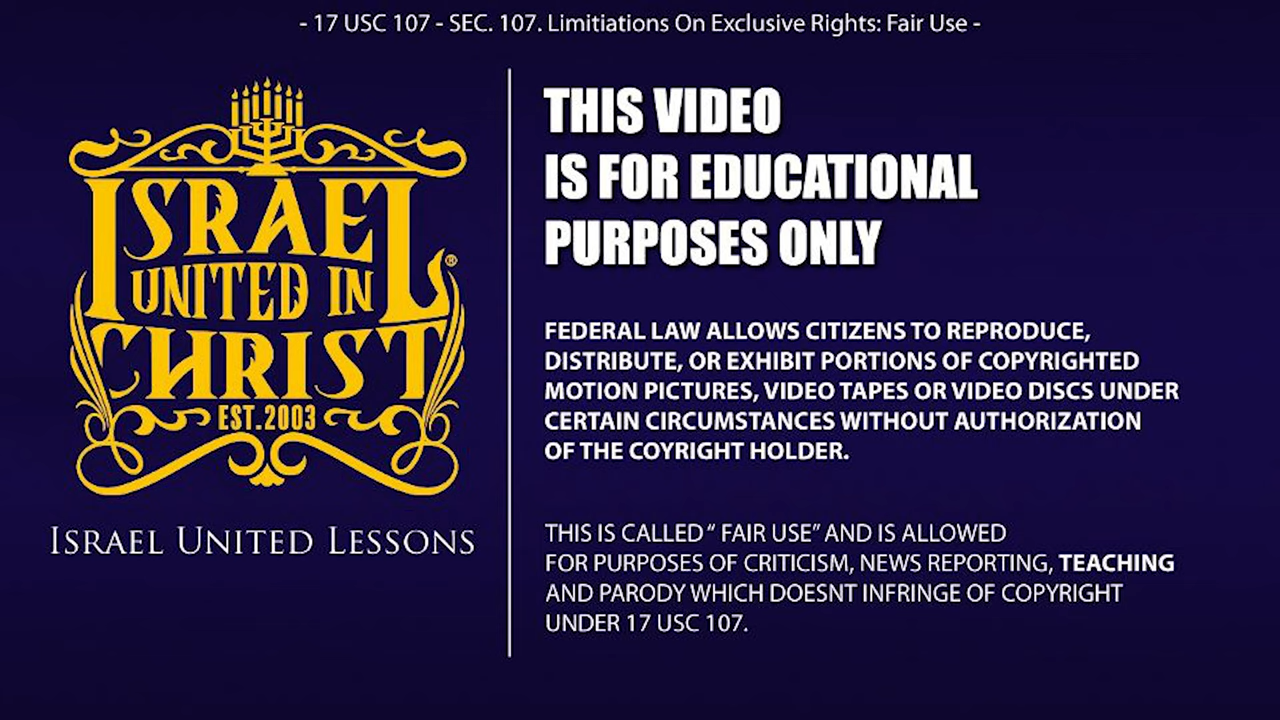 - 17 USC 107 - SEC. 107. Limitiations On Exclusive Rights: Fair Use -
ISRAEL
UNITED IN
CHRIST
®
EST.2003
ISRAEL UNITED LESSONS
THIS VIDEO
IS FOR EDUCATIONAL
PURPOSES ONLY
FEDERAL LAW ALLOWS CITIZENS TO REPRODUCE,
DISTRIBUTE, OR EXHIBIT PORTIONS OF COPYRIGHTED
MOTION PICTURES, VIDEO TAPES OR VIDEO DISCS UNDER
CERTAIN CIRCUMSTANCES WITHOUT AUTHORIZATION
OF THE COYRIGHT HOLDER.
THIS IS CALLED “ FAIR USE” AND IS ALLOWED
FOR PURPOSES OF CRITICISM, NEWS REPORTING, TEACHING
AND PARODY WHICH DOESNT INFRINGE OF COPYRIGHT
UNDER 17 USC 107.